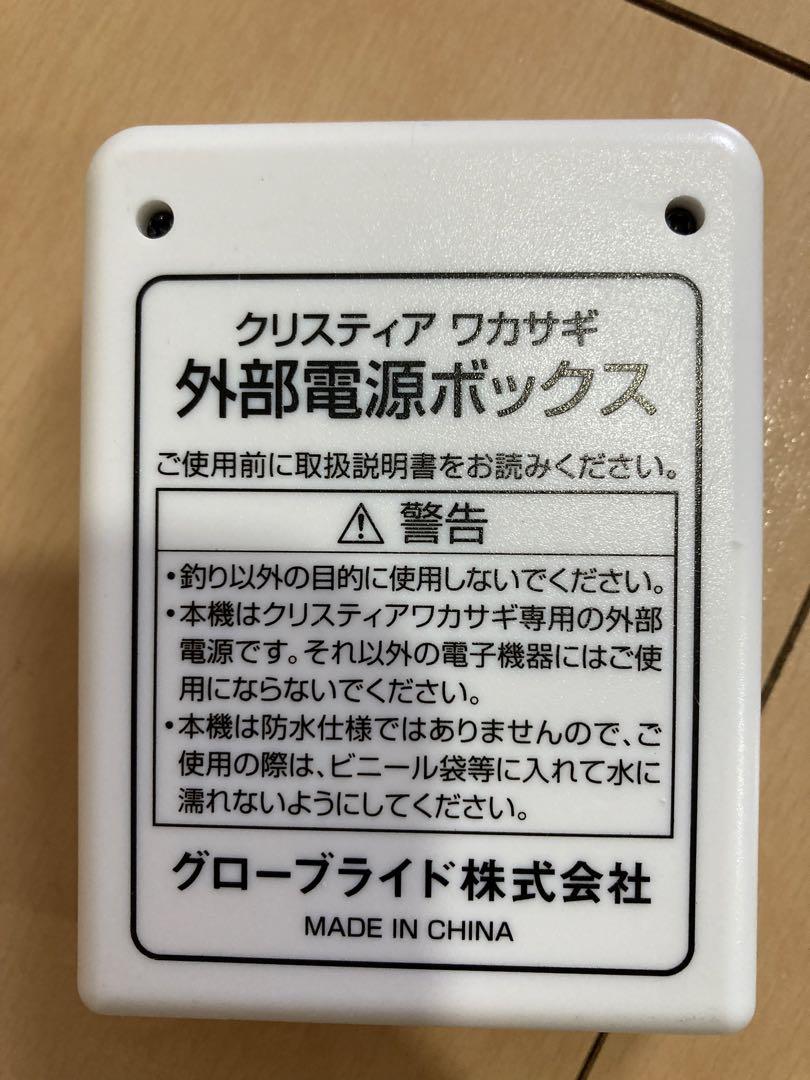 クリスティア ワカサギ
外部電源ボックス
ご使用前に取扱説明書をお読みください。
⚠ 警告
・釣り以外の目的に使用しないでください。
・本機はクリスティアワカサギ専用の外部
電源です。それ以外の電子機器にはご使
用にならないでください。
・本機は防水仕様ではありませんので、ご
使用の際は、ビニール袋等に入れて水に
濡れないようにしてください。
グローブライド株式会社
MADE IN CHINA